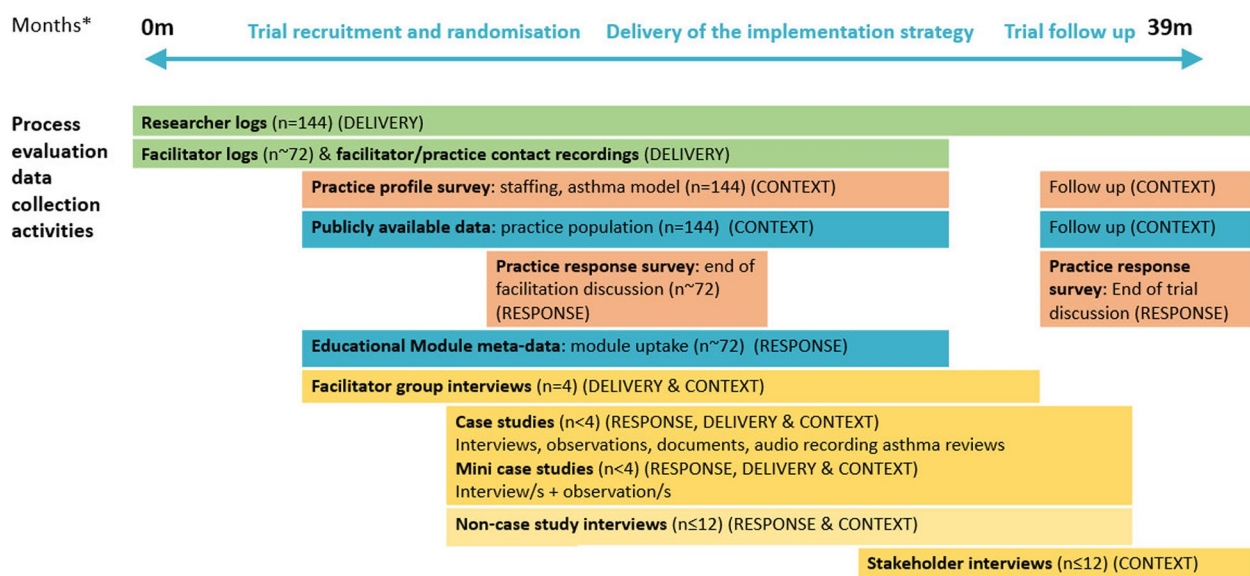 Months*
0m
Trial recruitment and randomisation
Delivery of the implementation strategy
Trial follow up
39m
Process
evaluation
data
collection
activities
Researcher logs (n=144) (DELIVERY)
Facilitator logs (n~72) & facilitator/practice contact recordings (DELIVERY)
Practice profile survey: staffing, asthma model (n=144) (CONTEXT)
Follow up (CONTEXT)
Publicly available data: practice population (n=144) (CONTEXT)
Follow up (CONTEXT)
Practice response survey: end of
facilitation discussion (n~72)
(RESPONSE)
Practice response
survey: End of trial
discussion (RESPONSE)
Educational Module meta-data: module uptake (n~72) (RESPONSE)
Facilitator group interviews (n=4) (DELIVERY & CONTEXT)
Case studies (n<4) (RESPONSE, DELIVERY & CONTEXT)
Interviews, observations, documents, audio recording asthma reviews
Mini case studies (n<4) (RESPONSE, DELIVERY & CONTEXT)
Interview/s + observation/s
Non-case study interviews (n≤12) (RESPONSE & CONTEXT)
Stakeholder interviews (n≤12) (CONTEXT)